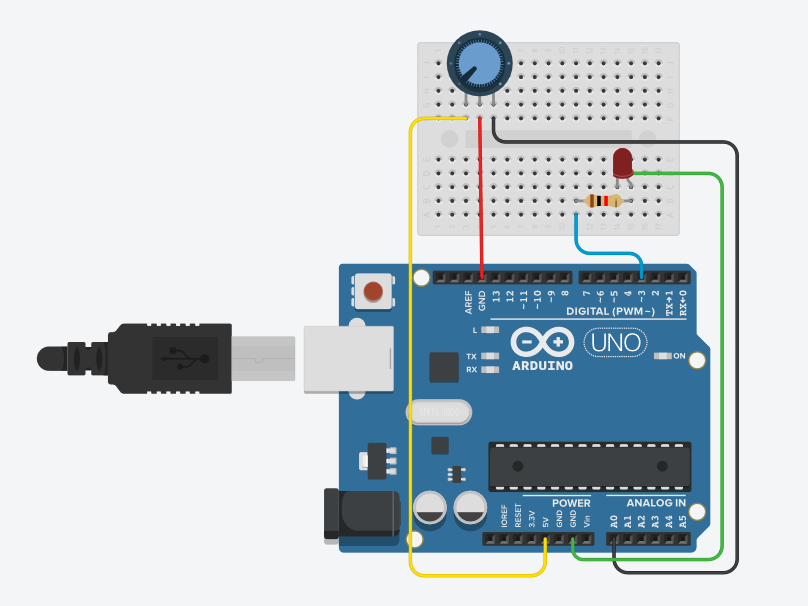 AREF
GND
13
12
~11
~10
~9
8
7
~6
~5
4
~3
2
TX→1
RX←0
DIGITAL (PWM~)
L
TX
RX
ARDUINO
UNO
ON
POWER
ANALOG IN
IOREF
RESET
3.3V
5V
GND
GND
Vin
A0
A1
A2
A3
A4
A5